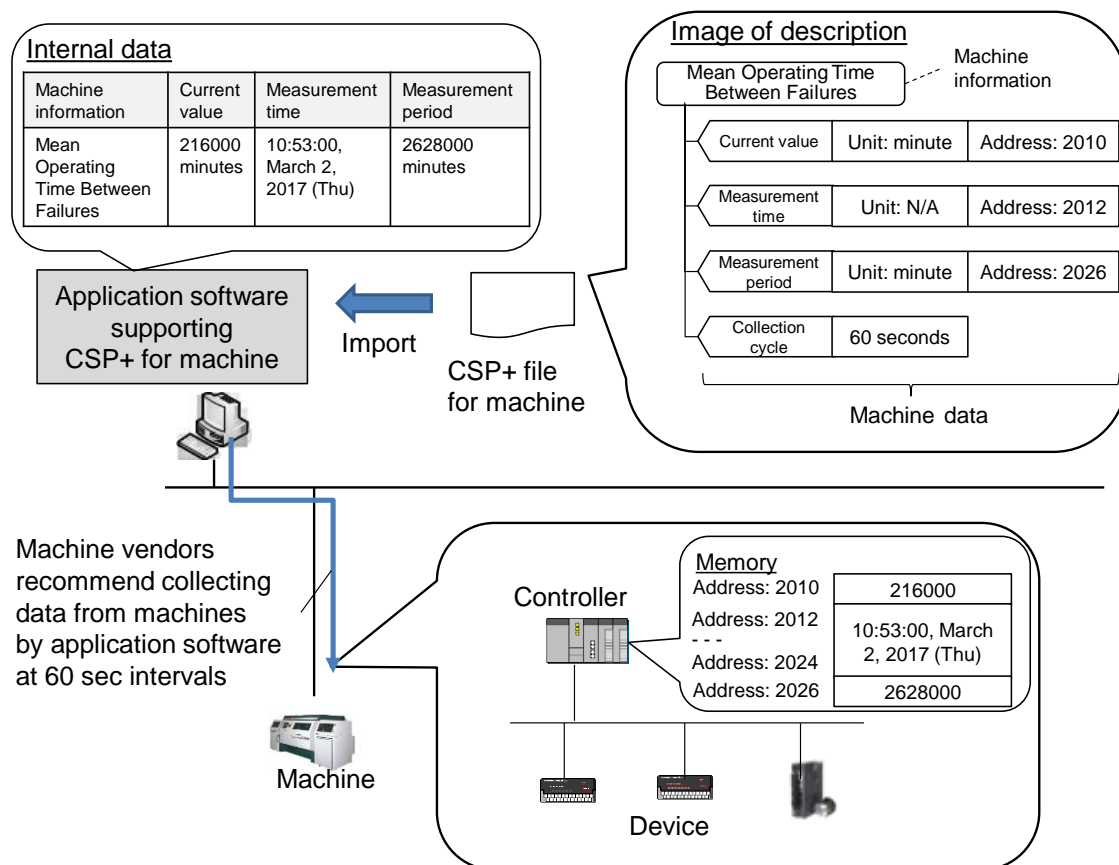 Internal data
Machine information
Current value
Measurement time
Measurement period
Mean Operating Time Between Failures
216000 minutes
10:53:00, March 2, 2017 (Thu)
2628000 minutes
Image of description
Mean Operating Time
Between Failures
Machine
information
Current value
Unit: minute
Address: 2010
Measurement
time
Unit: N/A
Address: 2012
Measurement
period
Unit: minute
Address: 2026
Collection
cycle
60 seconds
Machine data
Application software
supporting
CSP+ for machine
Import
CSP+ file
for machine
Machine vendors
recommend collecting
data from machines
by application software
at 60 sec intervals
Machine
Controller
Memory
Address: 2010
216000
Address: 2012
- - -
Address: 2024
10:53:00, March
2, 2017 (Thu)
Address: 2026
2628000
Device